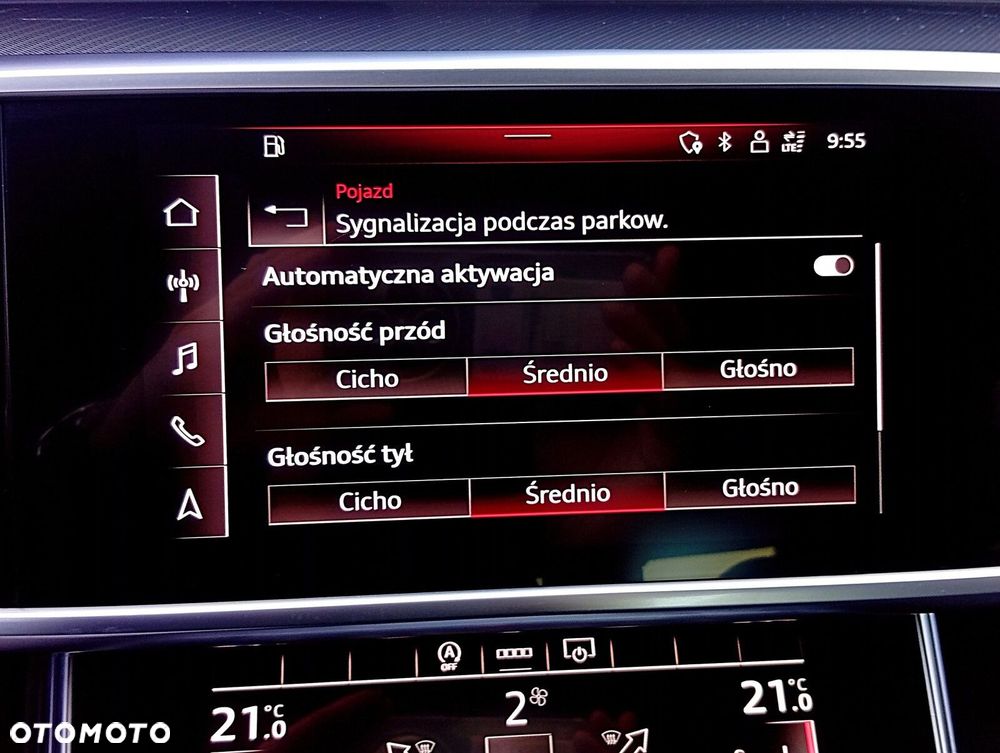 LTE
9:55
Pojazd
Sygnalizacja podczas parkow.
Automatyczna aktywacja
Głośność przód
Cicho Średnio Głośno
Głośność tył
Cicho Średnio Głośno
A
OFF
21.0°C 2 21.0°C
OTOMOTO